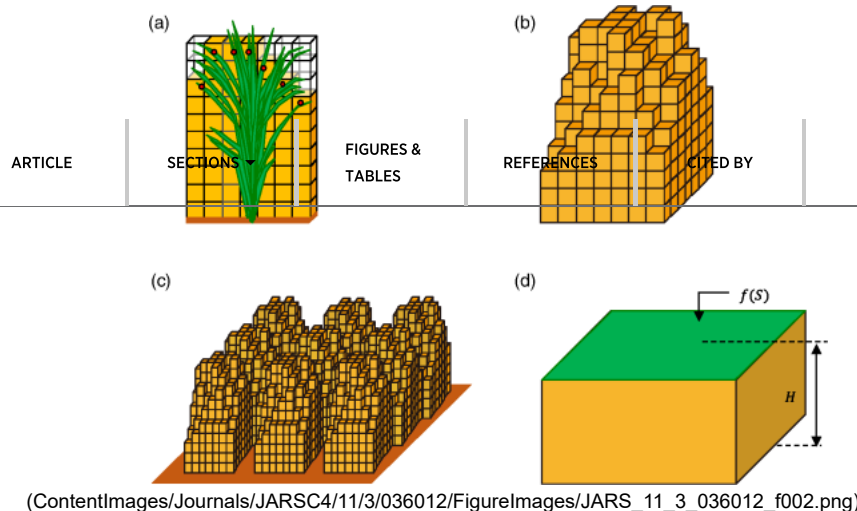 (a)
(b)
ARTICLE
SECTIONS
FIGURES &
TABLES
REFERENCES
CITED BY
(c)
(d)
f(S)
H
(ContentImages/Journals/JARSC4/11/3/036012/FigureImages/JARS_11_3_036012_f002.png)